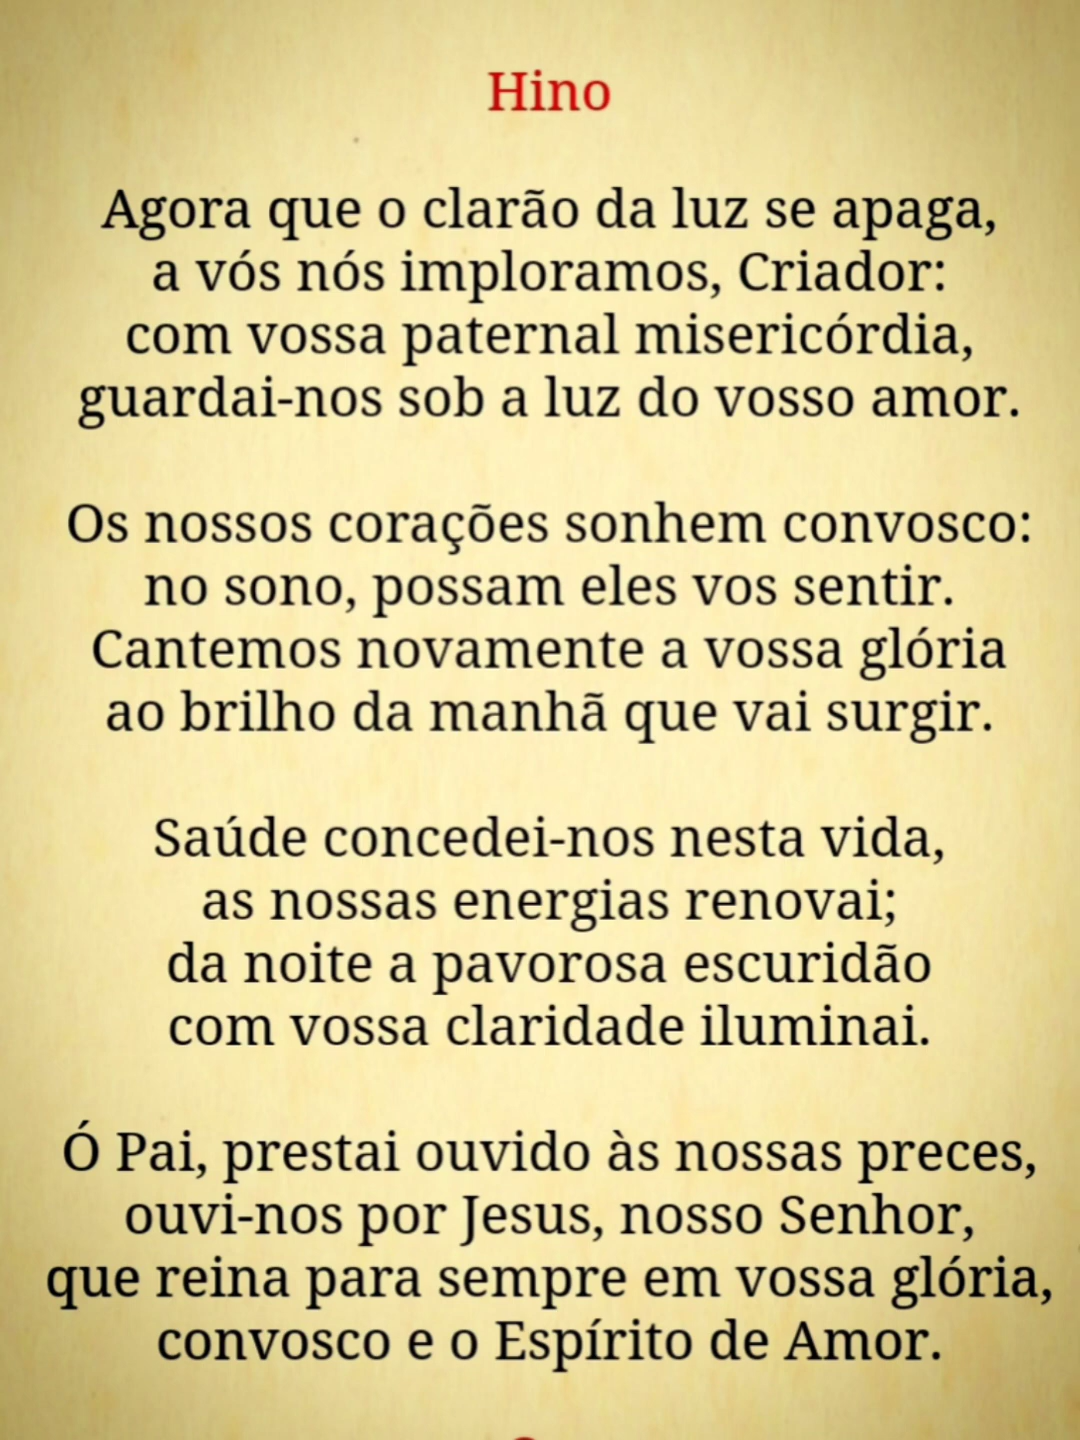 Hino
Agora que o clarão da luz se apaga,
a vós nós imploramos, Criador:
com vossa paternal misericórdia,
guardai-nos sob a luz do vosso amor.
Os nossos corações sonhem convosco:
no sono, possam eles vos sentir.
Cantemos novamente a vossa glória
ao brilho da manhã que vai surgir.
Saúde concedei-nos nesta vida,
as nossas energias renovai;
da noite a pavorosa escuridão
com vossa claridade iluminai.
Ó Pai, prestai ouvido às nossas preces,
ouvi-nos por Jesus, nosso Senhor,
que reina para sempre em vossa glória,
convosco e o Espírito de Amor.